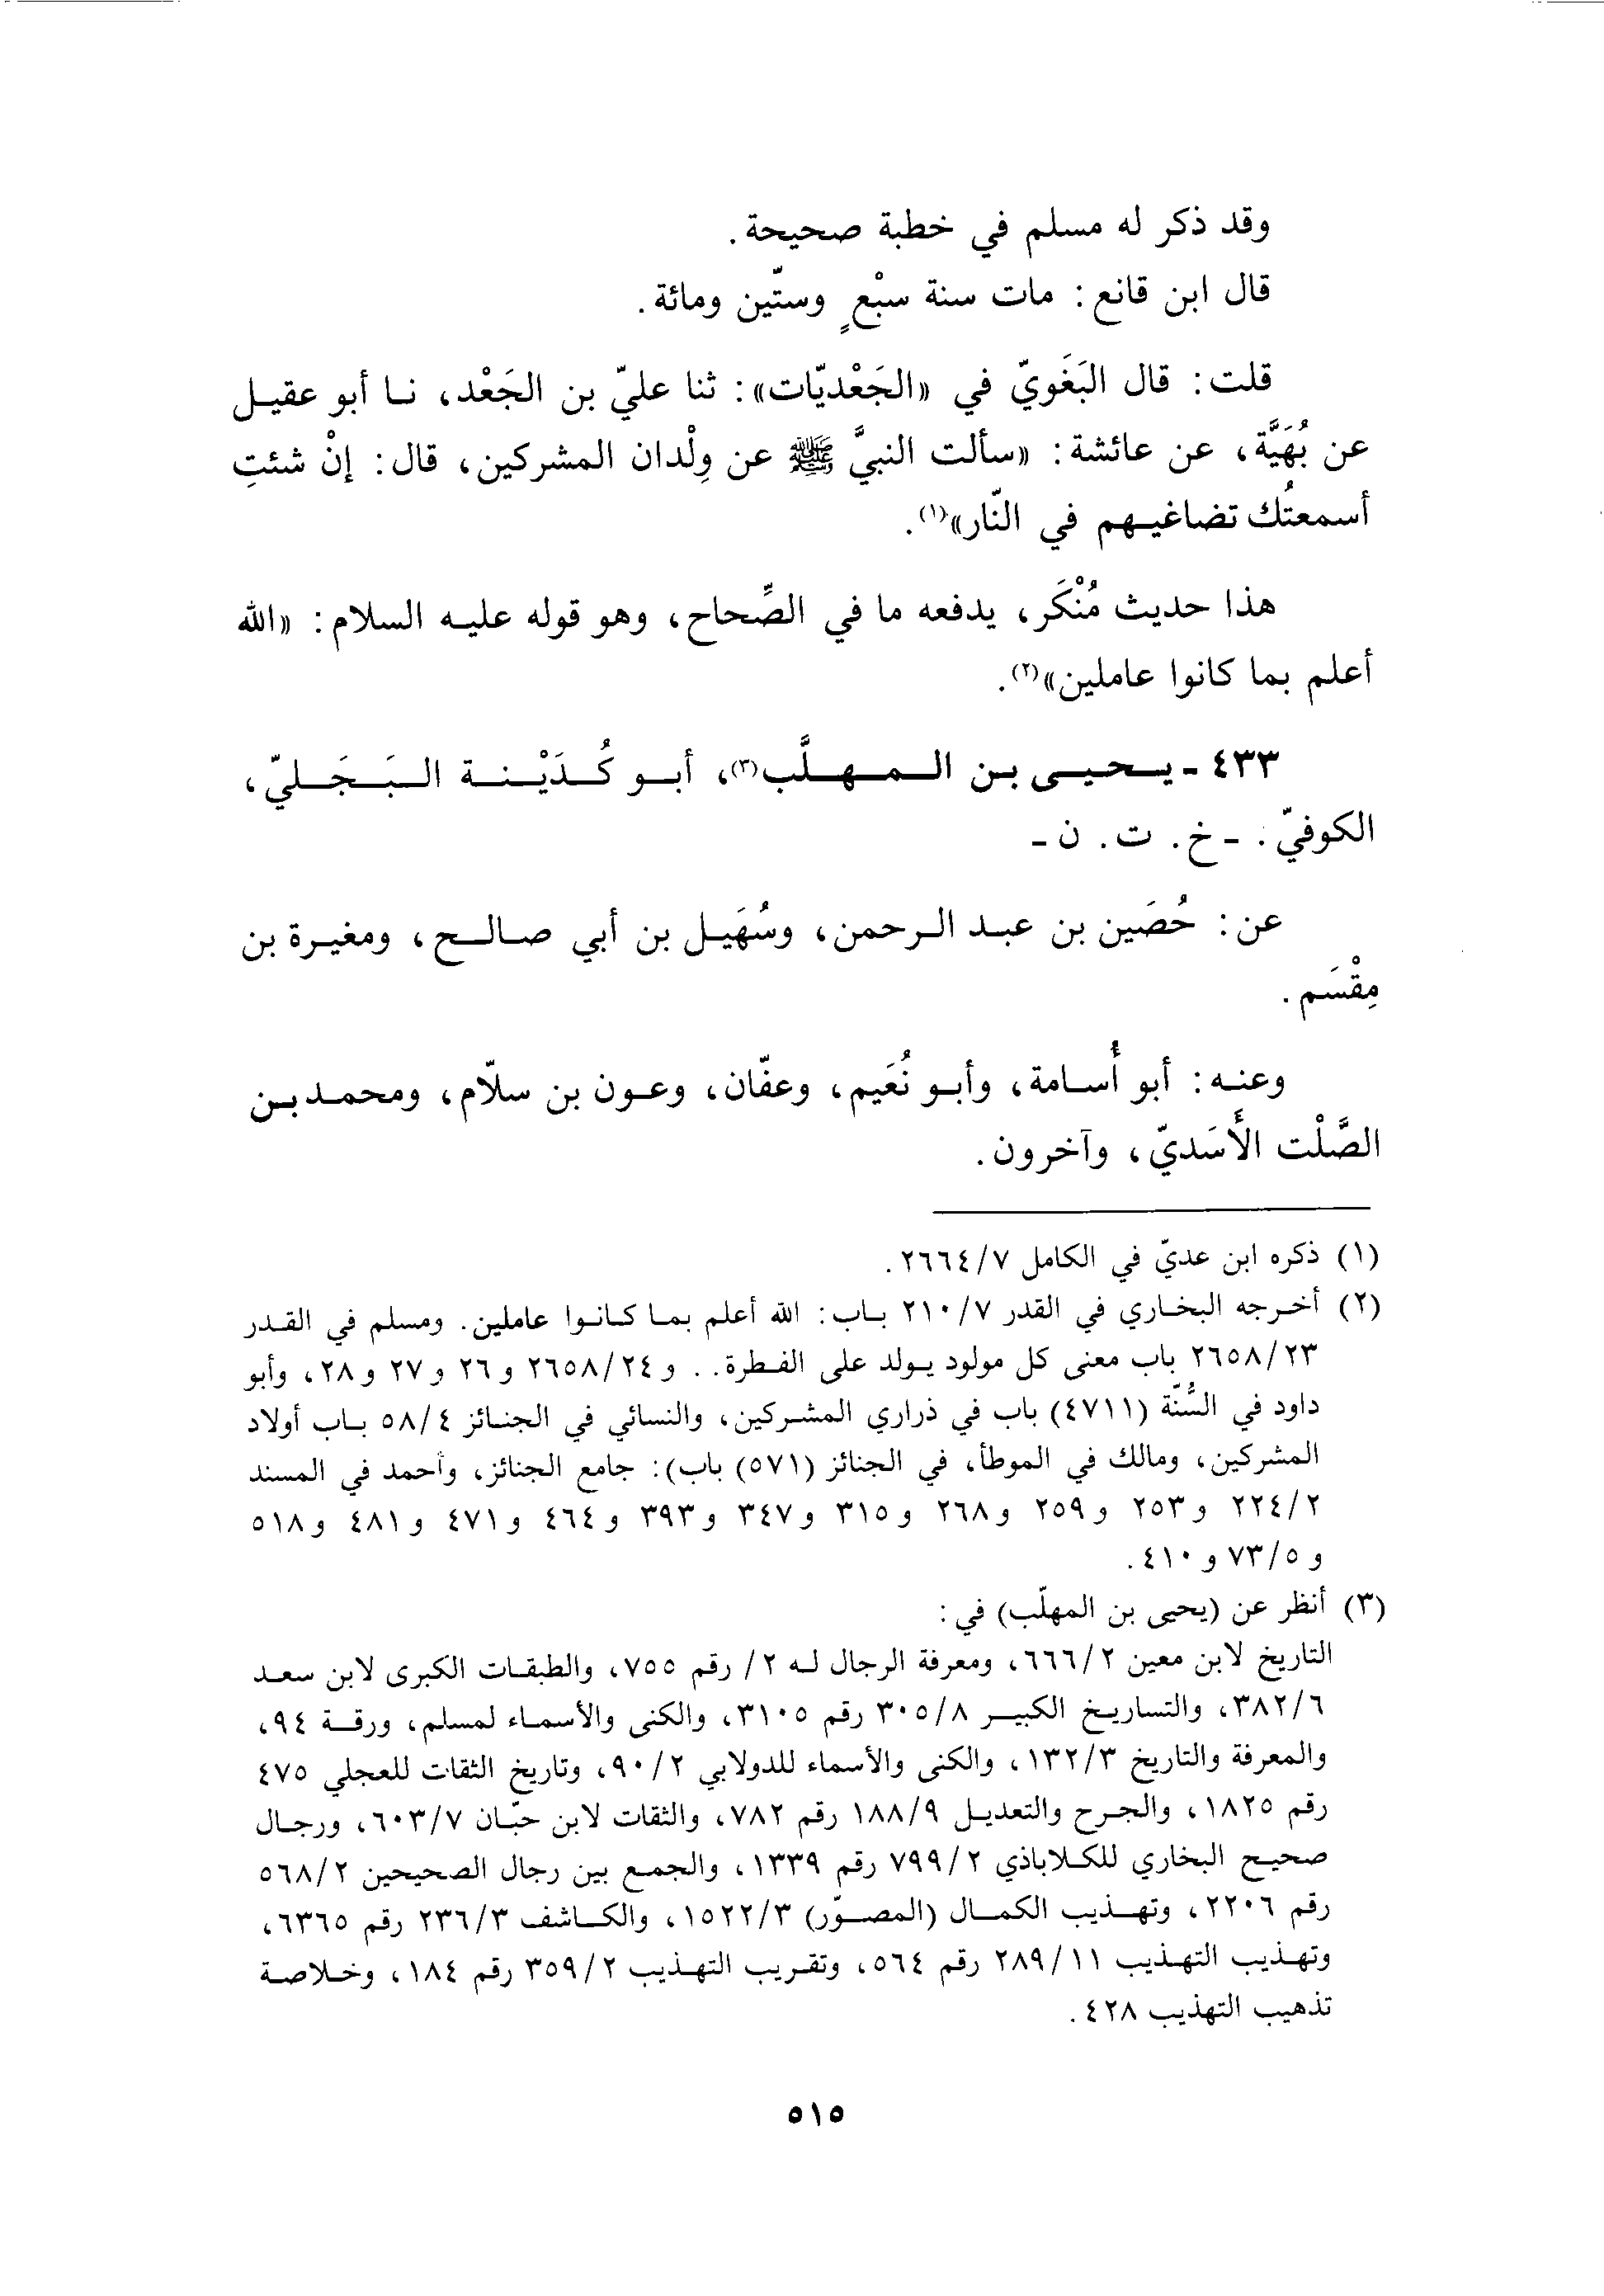 وقد ذكر له مسلم في خطبة صحيحة.
قال ابن قانع: مات سنة سبْعٍ وستّين ومائة.
قلت: قال البَغَويّ في «الجَعْديّات»: ثنا عليّ بن الجَعْد، نا أبو عقيل
عن بُهَيَّة، عن عائشة: «سألت النبيَّ ﷺ عن وِلْدان المشركين، قال: إنْ شئتِ
أسمعتُك تضاغيهم في النّار»(١).
هذا حديث مُنْكَر، يدفعه ما في الصِّحاح، وهو قوله عليه السلام: «الله
أعلم بما كانوا عاملين»(٢).
٤٣٣ - يحيى بن المهلَّب(٣)، أبو كُدَيْنة البَجَليّ،
الكوفيّ. - خ. ت. ن -
عن: حُصَين بن عبد الرحمن، وسُهَيل بن أبي صالح، ومغيرة بن
مِقْسَم.
وعنه: أبو أُسامة، وأبو نُعَيم، وعفّان، وعون بن سلّام، ومحمد بن
الصَّلْت الأَسَديّ، وآخرون.
(١) ذكره ابن عديّ في الكامل ٢٦٦٤/٧.
(٢) أخرجه البخاري في القدر ٢١٠/٧ باب: الله أعلم بما كانوا عاملين. ومسلم في القدر
٢٦٥٨/٢٣ باب معنى كل مولود يولد على الفطرة.. و٢٦٥٨/٢٤ و٢٦ و٢٧ و٢٨، وأبو
داود في السُّنّة (٤٧١١) باب في ذراري المشركين، والنسائي في الجنائز ٥٨/٤ باب أولاد
المشركين، ومالك في الموطأ، في الجنائز (٥٧١) باب): جامع الجنائز، وأحمد في المسند
٢٢٤/٢ و٢٥٣ و٢٥٩ و٢٦٨ و٣١٥ و٣٤٧ و٣٩٣ و٤٦٤ و٤٧١ و٤٨١ و٥١٨
و٧٣/٥ و٤١٠.
(٣) أنظر عن (يحيى بن المهلّب) في:
التاريخ لابن معين ٦٦٦/٢، ومعرفة الرجال له ٢/ رقم ٧٥٥، والطبقات الكبرى لابن سعد
٣٨٢/٦، والتساريخ الكبير ٣٠٥/٨ رقم ٣١٠٥، والكنى والأسماء لمسلم، ورقة ٩٤،
والمعرفة والتاريخ ١٣٢/٣، والكنى والأسماء للدولابي ٩٠/٢، وتاريخ الثقات للعجلي ٤٧٥
رقم ١٨٢٥، والجرح والتعديل ١٨٨/٩ رقم ٧٨٢، والثقات لابن حبّان ٦٠٣/٧، ورجال
صحيح البخاري للكلاباذي ٧٩٩/٢ رقم ١٣٣٩، والجمع بين رجال الصحيحين ٥٦٨/٢
رقم ٢٢٠٦، وتهذيب الكمال (المصوّر) ١٥٢٢/٣، والكاشف ٢٣٦/٣ رقم ٦٣٦٥،
وتهذيب التهذيب ٢٨٩/١١ رقم ٥٦٤، وتقريب التهذيب ٣٥٩/٢ رقم ١٨٤، وخلاصة
تذهيب التهذيب ٤٢٨.
٥١٥